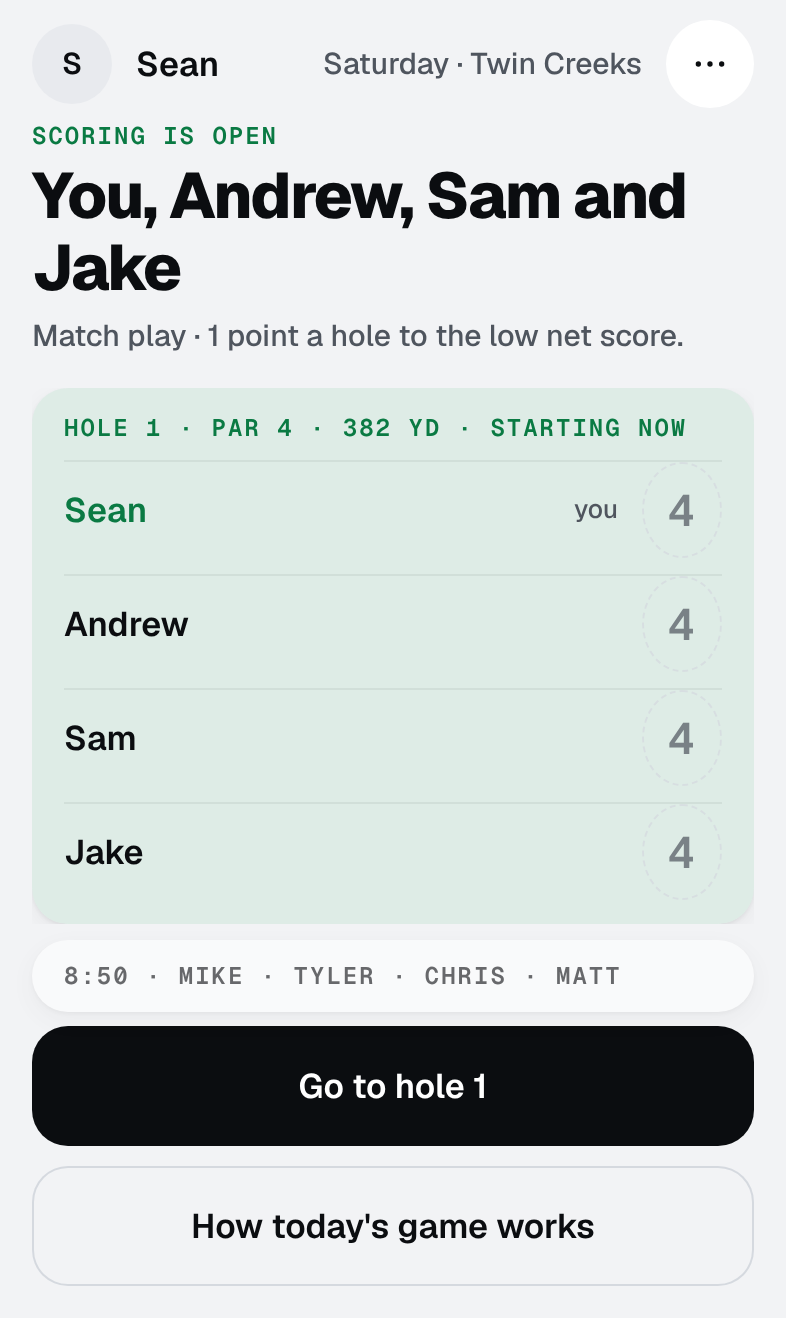 S Sean Saturday · Twin Creeks ...
SCORING IS OPEN
You, Andrew, Sam and
Jake
Match play · 1 point a hole to the low net score.
HOLE 1 · PAR 4 · 382 YD · STARTING NOW
Sean you 4
Andrew 4
Sam 4
Jake 4
8:50 · MIKE · TYLER · CHRIS · MATT
Go to hole 1
How today's game works